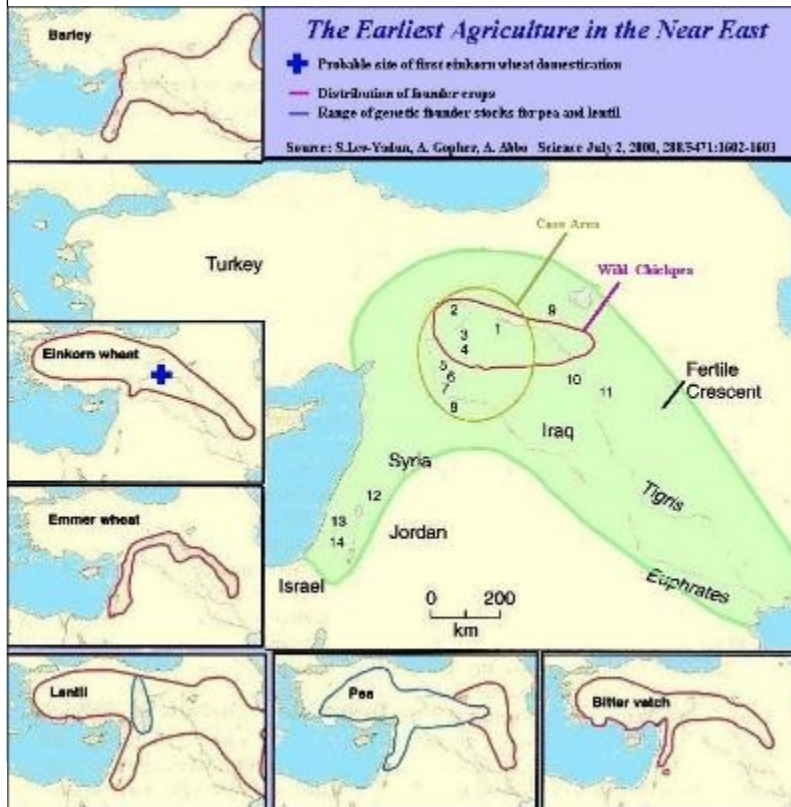 Barley
The Earliest Agriculture in the Near East
Probable site of first einkorn wheat domestication
Distribution of founder crops
Range of genetic founder stocks for pea and lentil
Source: S.Lev-Yadun, A. Gopher, A. Abbo Science July 2, 2000, 288:5471:1602-1603
Core Area
Turkey
Wild Chickpea
2
9
3
1
4
Einkorn wheat
5
6
10
7
11
8
Fertile
Crescent
Iraq
Syria
Tigris
12
13
14
Emmer wheat
Jordan
Israel
Euphrates
0 200
km
Lentil
Pea
Bitter vetch